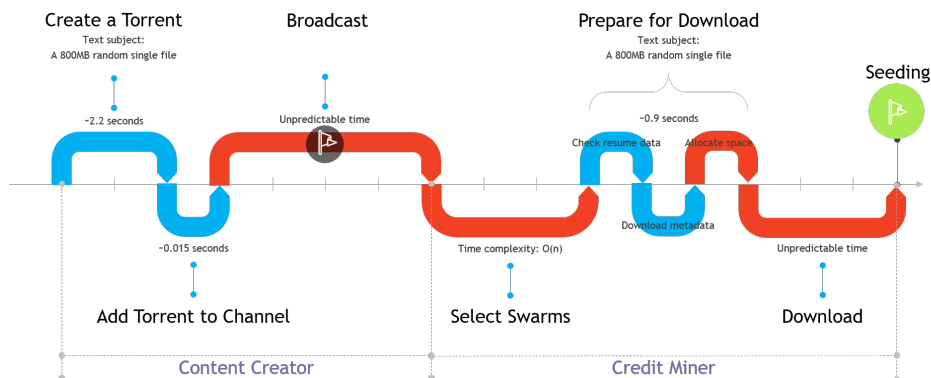 Create a Torrent
Text subject:
A 800MB random single file
~2.2 seconds
Broadcast
Unpredictable time
Prepare for Download
Text subject:
A 800MB random single file
~0.9 seconds
Check resume data
Allocate space
Seeding
~0.015 seconds
Add Torrent to Channel
Time complexity: O(n)
Select Swarms
Download metadata
Unpredictable time
Download
Content Creator
Credit Miner